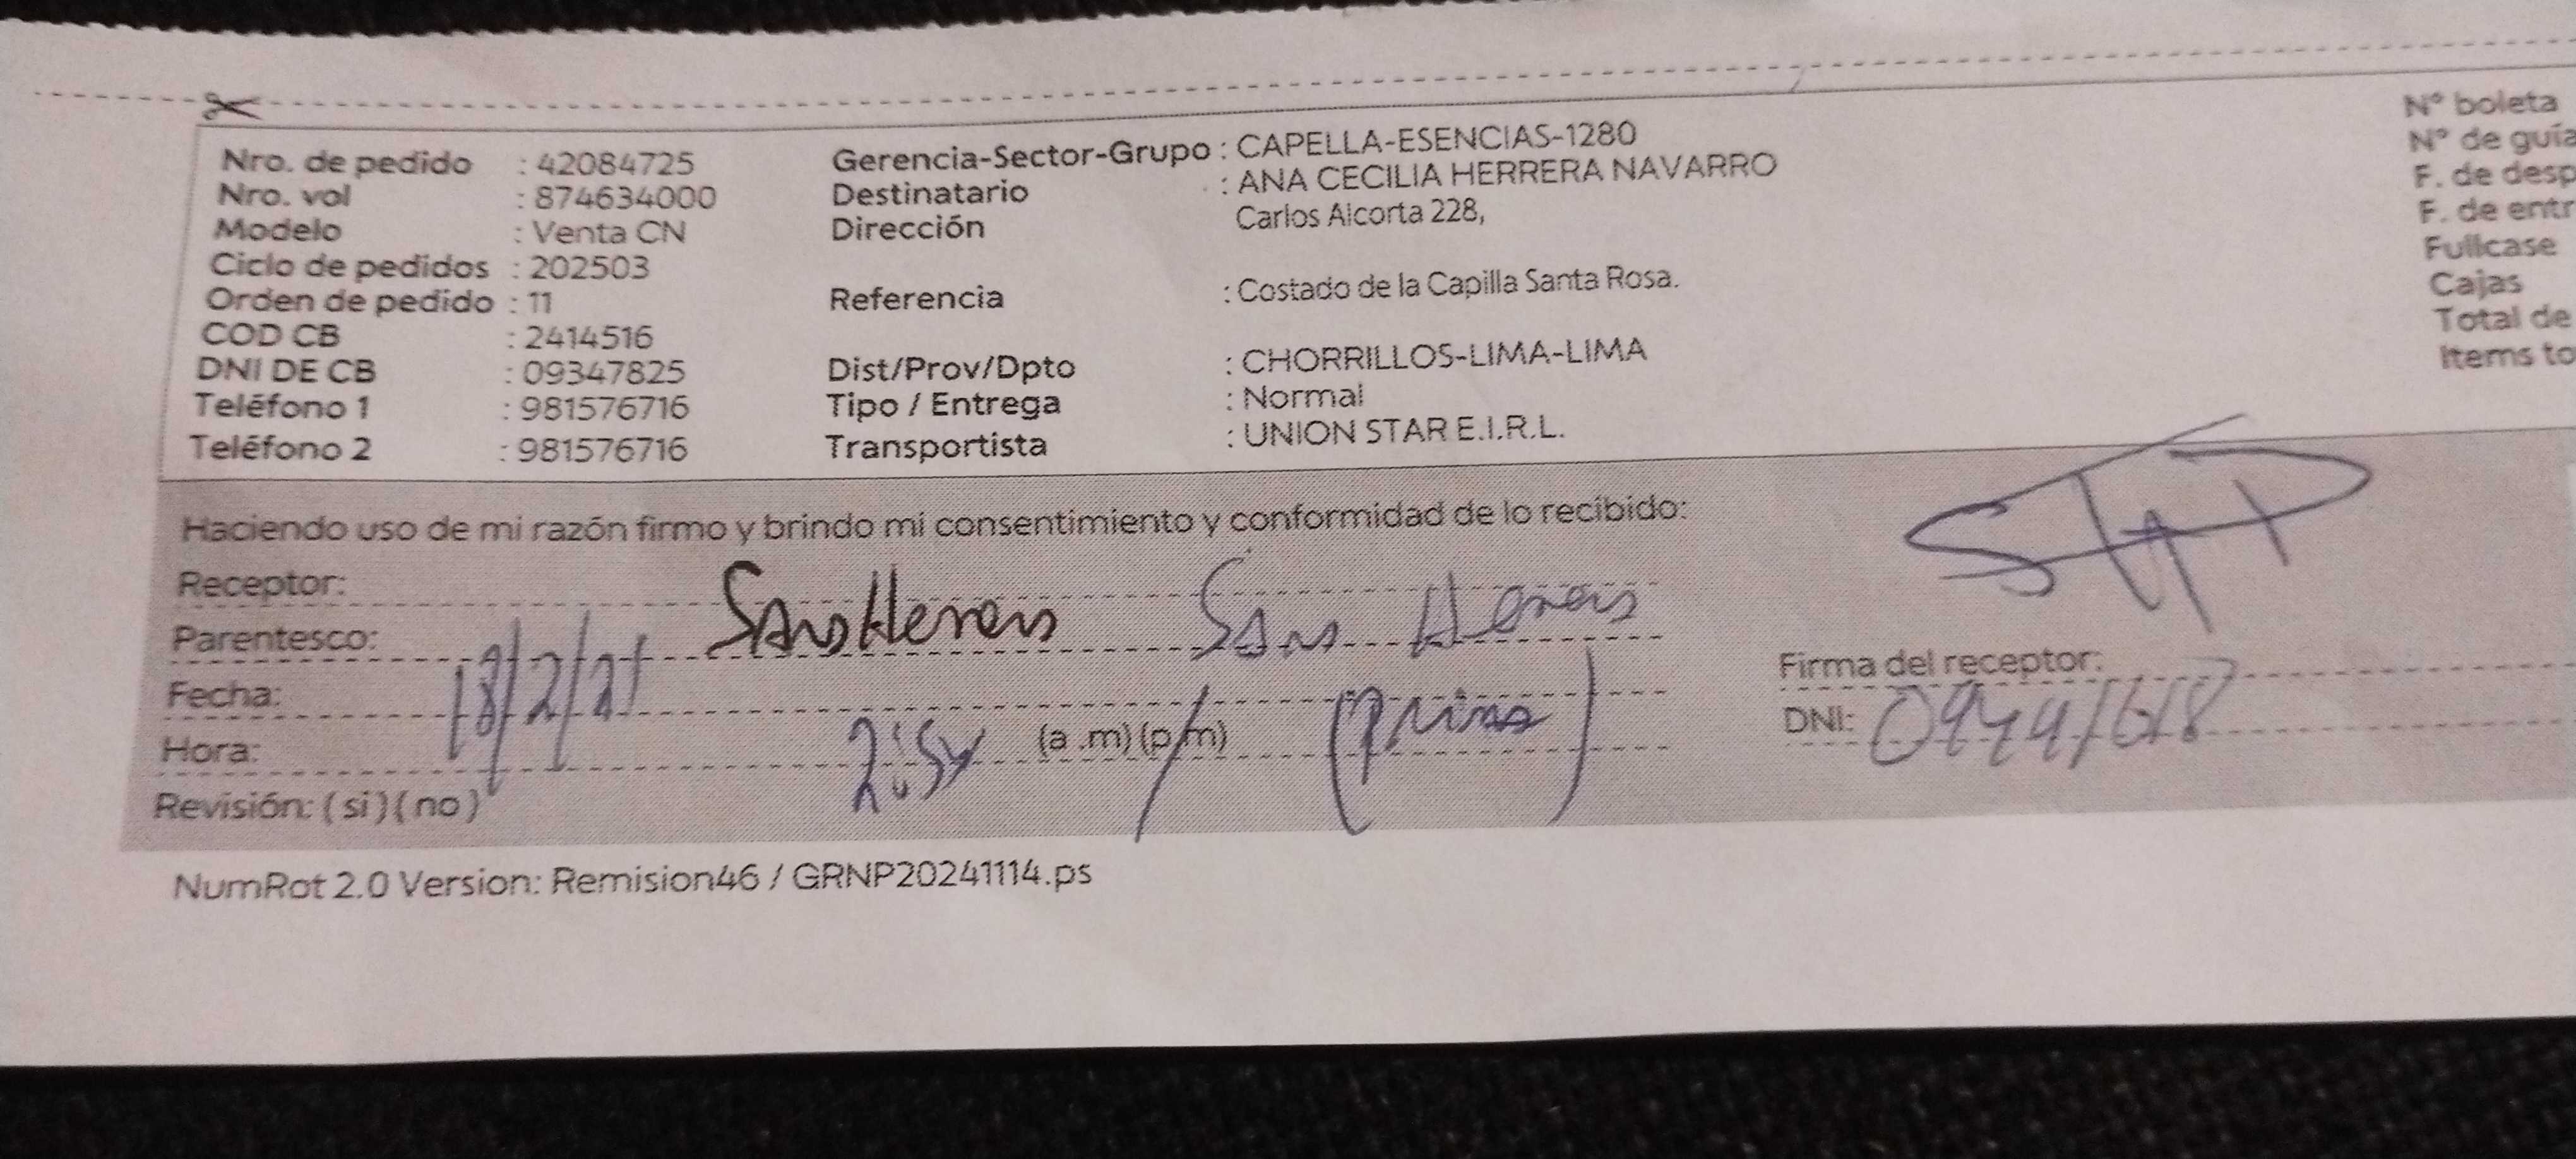 Nro. de pedido : 42084725
Nro. vol : 874634000
Modelo : Venta CN
Ciclo de pedidos : 202503
Orden de pedido : 11
COD CB : 2414516
DNI DE CB : 09347825
Teléfono 1 : 981576716
Teléfono 2 : 981576716
Gerencia-Sector-Grupo : CAPELLA-ESENCIAS-1280
Destinatario : ANA CECILIA HERRERA NAVARRO
Dirección Carlos Alcorta 228,
Referencia : Costado de la Capilla Santa Rosa.
Dist/Prov/Dpto : CHORRILLOS-LIMA-LIMA
Tipo / Entrega : Normal
Transportista : UNION STAR E.I.R.L.
N° boleta
N° de guía
F. de desp
F. de entr
Fullcase
Cajas
Total de
Items to
Haciendo uso de mi razón firmo y brindo mi consentimiento y conformidad de lo recibido:
Receptor:
Parentesco:
Fecha:
Hora: (a .m) (p.m)
Revisión: ( si ) ( no )
Firma del receptor:
DNI:
NumRot 2.0 Version: Remision46 / GRNP20241114.ps